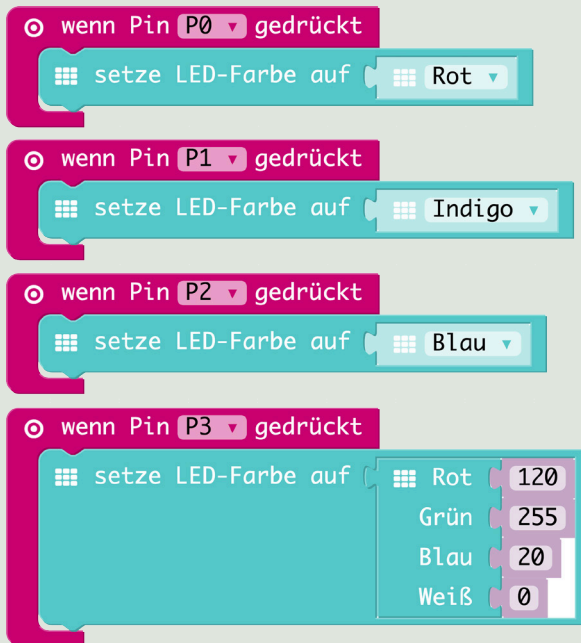 wenn Pin P0 gedrückt
setze LED-Farbe auf Rot
wenn Pin P1 gedrückt
setze LED-Farbe auf Indigo
wenn Pin P2 gedrückt
setze LED-Farbe auf Blau
wenn Pin P3 gedrückt
setze LED-Farbe auf Rot 120
Grün 255
Blau 20
Weiß 0